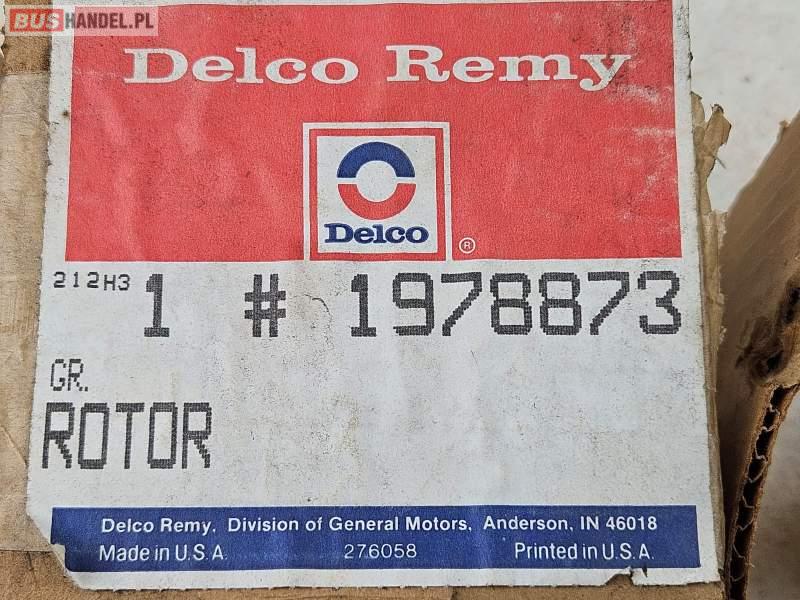 BUSHANDEL.PL
Delco Remy
Delco
®
212H3 1 # 1978873
GR.
ROTOR
Delco Remy, Division of General Motors, Anderson, IN 46018
Made in U.S.A. 276058 Printed in U.S.A.